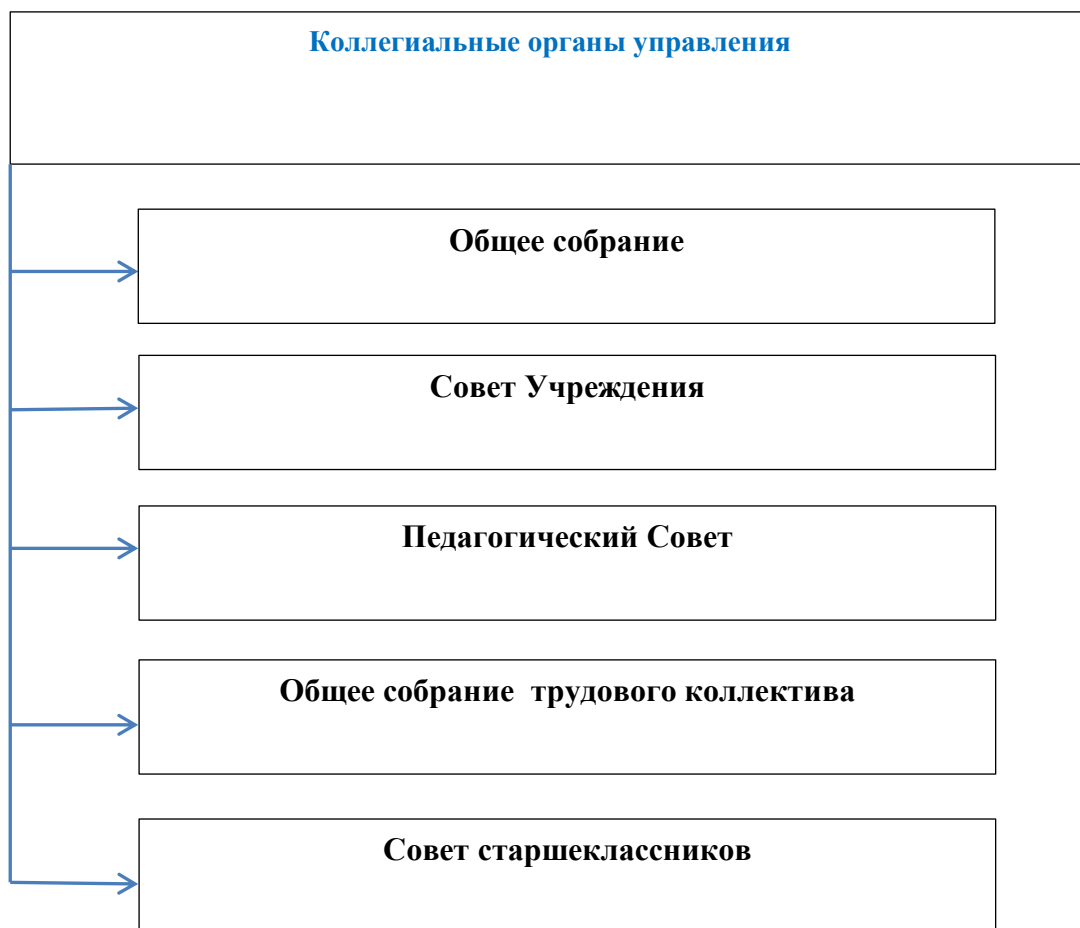 Коллегиальные органы управления
Общее собрание
Совет Учреждения
Педагогический Совет
Общее собрание  трудового коллектива
Совет старшеклассников